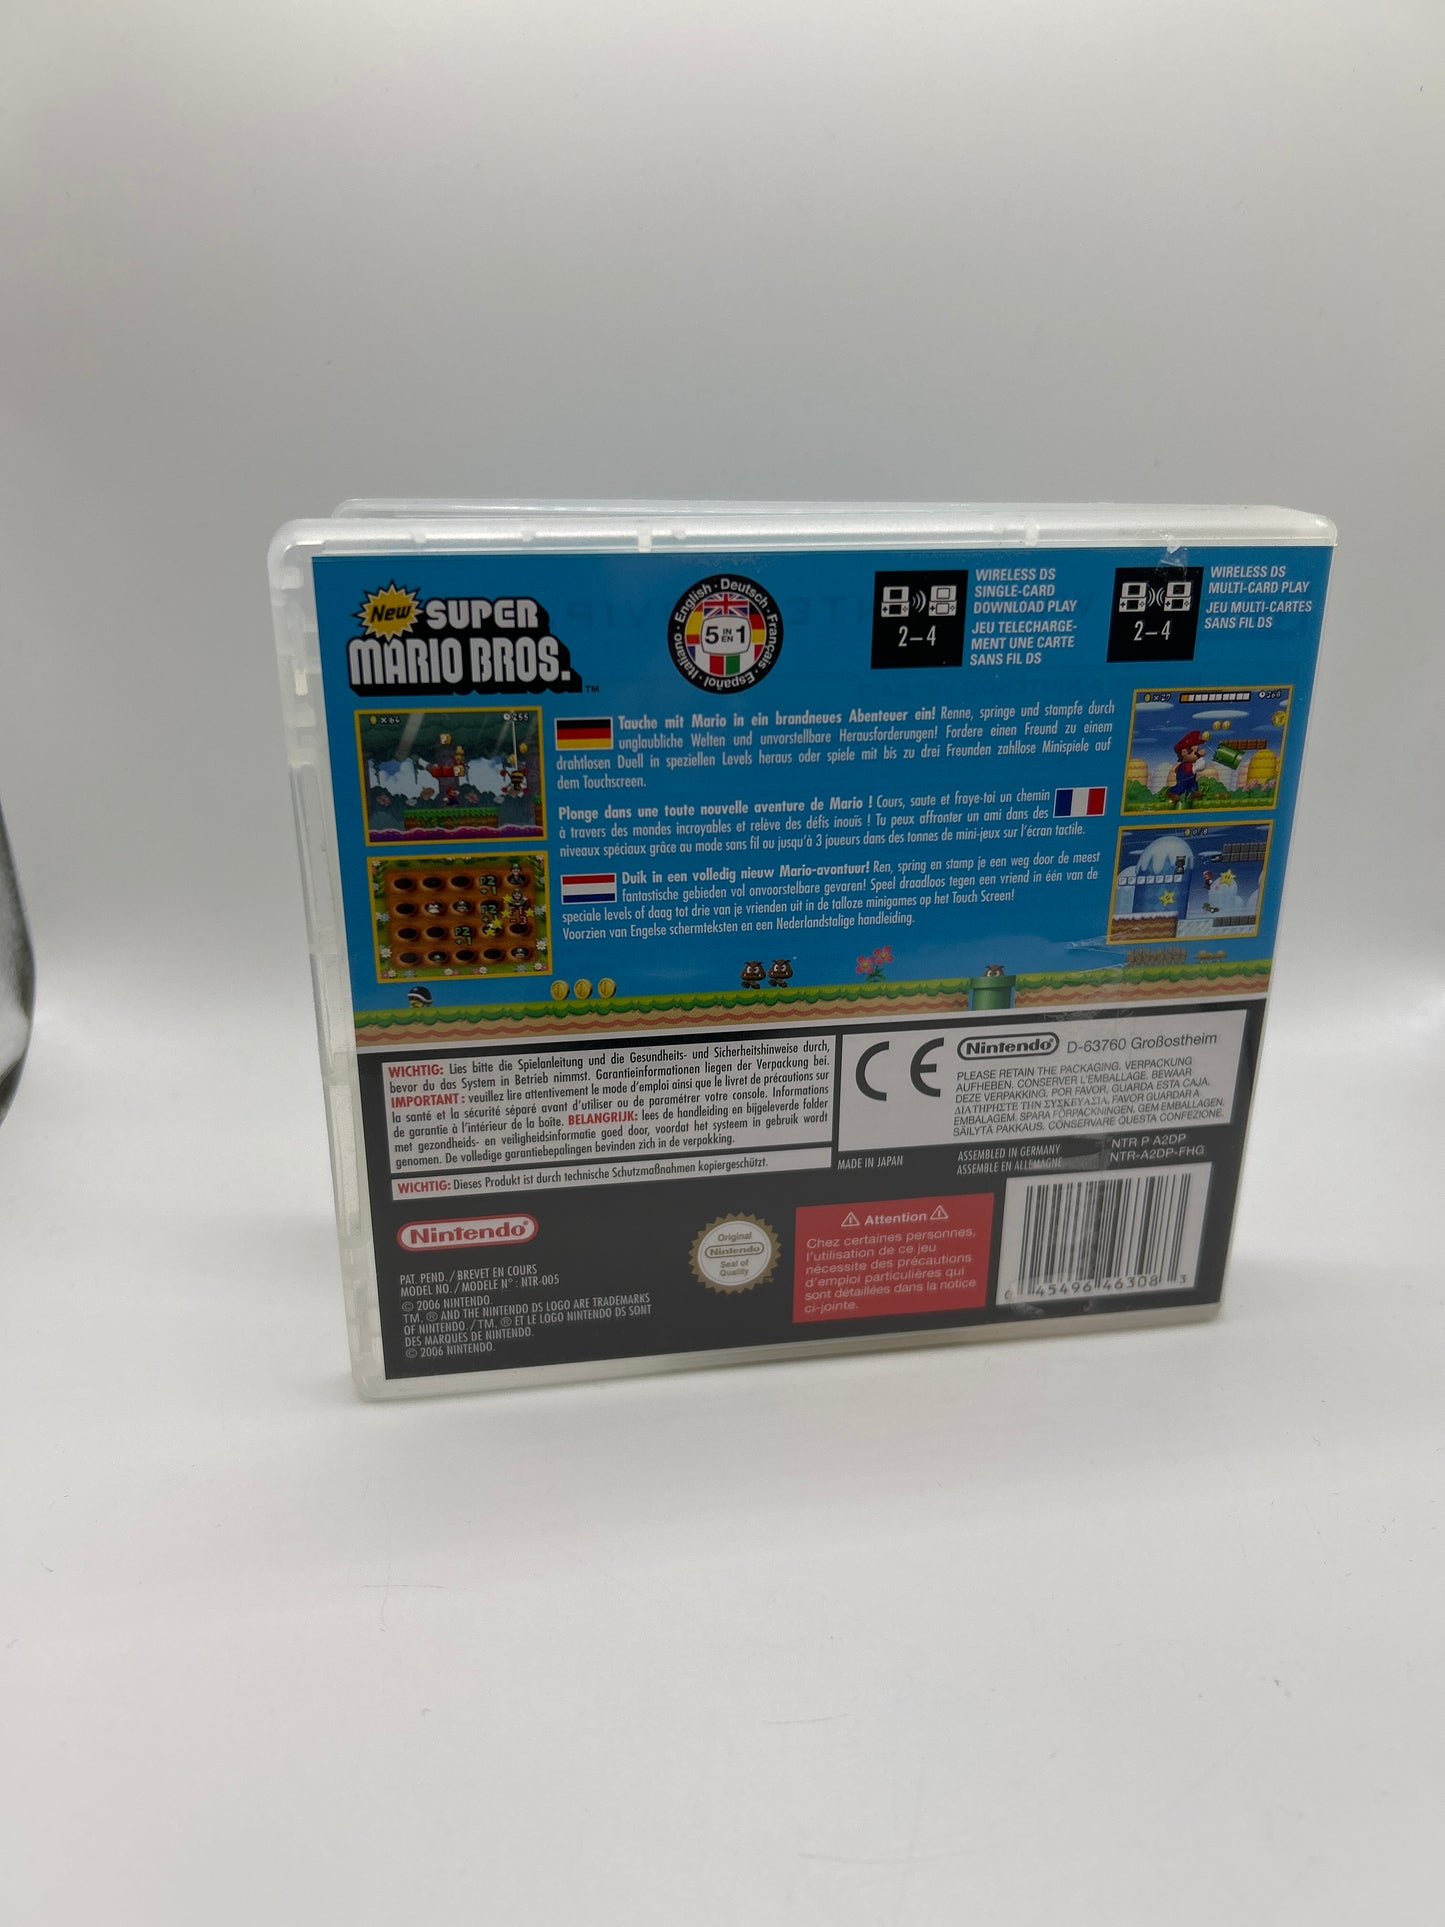 New SUPER
MARIO BROS.™
English · Deutsch · Français · Español · Italiano ·
5 IN EN 1
2–4
WIRELESS DS
SINGLE-CARD
DOWNLOAD PLAY
JEU TELECHARGE-
MENT UNE CARTE
SANS FIL DS
2–4
WIRELESS DS
MULTI-CARD PLAY
JEU MULTI-CARTES
SANS FIL DS
Tauche mit Mario in ein brandneues Abenteuer ein! Renne, springe und stampfe durch
unglaubliche Welten und unvorstellbare Herausforderungen! Fordere einen Freund zu einem
drahtlosen Duell in speziellen Levels heraus oder spiele mit bis zu drei Freunden zahllose Minispiele auf
dem Touchscreen.
Plonge dans une toute nouvelle aventure de Mario ! Cours, saute et fraye-toi un chemin
à travers des mondes incroyables et relève des défis inouïs ! Tu peux affronter un ami dans des
niveaux spéciaux grâce au mode sans fil ou jusqu'à 3 joueurs dans des tonnes de mini-jeux sur l'écran tactile.
Duik in een volledig nieuw Mario-avontuur! Ren, spring en stamp je een weg door de meest
fantastische gebieden vol onvoorstelbare gevaren! Speel draadloos tegen een vriend in één van de
speciale levels of daag tot drie van je vrienden uit in de talloze minigames op het Touch Screen!
Voorzien van Engelse schermteksten en een Nederlandstalige handleiding.
WICHTIG: Lies bitte die Spielanleitung und die Gesundheits- und Sicherheitshinweise durch,
bevor du das System in Betrieb nimmst. Garantieinformationen liegen der Verpackung bei.
IMPORTANT : veuillez lire attentivement le mode d'emploi ainsi que le livret de précautions sur
la santé et la sécurité séparé avant d'utiliser ou de paramétrer votre console. Informations
de garantie à l'intérieur de la boîte. BELANGRIJK: lees de handleiding en bijgeleverde folder
met gezondheids- en veiligheidsinformatie goed door, voordat het systeem in gebruik wordt
genomen. De volledige garantiebepalingen bevinden zich in de verpakking.
WICHTIG: Dieses Produkt ist durch technische Schutzmaßnahmen kopiergeschützt.
CE
Nintendo® D-63760 Großostheim
PLEASE RETAIN THE PACKAGING. VERPACKUNG
AUFHEBEN. CONSERVER L'EMBALLAGE. BEWAAR
DEZE VERPAKKING. POR FAVOR, GUARDA ESTA CAJA.
ΔΙΑΤΗΡΗΣΤΕ ΤΗΝ ΣΥΣΚΕΥΑΣΙΑ. FAVOR GUARDAR A
EMBALAGEM. SPARA FÖRPACKNINGEN. GEM EMBALLAGEN.
SÄILYTÄ PAKKAUS. CONSERVARE QUESTA CONFEZIONE.
MADE IN JAPAN
ASSEMBLED IN GERMANY
ASSEMBLE EN ALLEMAGNE
NTR P A2DP
NTR-A2DP-FHG
Nintendo®
PAT. PEND./BREVET EN COURS
MODEL NO./MODELE N° : NTR-005
© 2006 NINTENDO.
TM, ® AND THE NINTENDO DS LOGO ARE TRADEMARKS
OF NINTENDO./TM, ® ET LE LOGO NINTENDO DS SONT
DES MARQUES DE NINTENDO.
© 2006 NINTENDO.
Original
Nintendo
Seal of
Quality
⚠ Attention ⚠
Chez certaines personnes,
l'utilisation de ce jeu
nécessite des précautions
d'emploi particulières qui
sont détaillées dans la notice
ci-jointe.
0 45496 46308 3